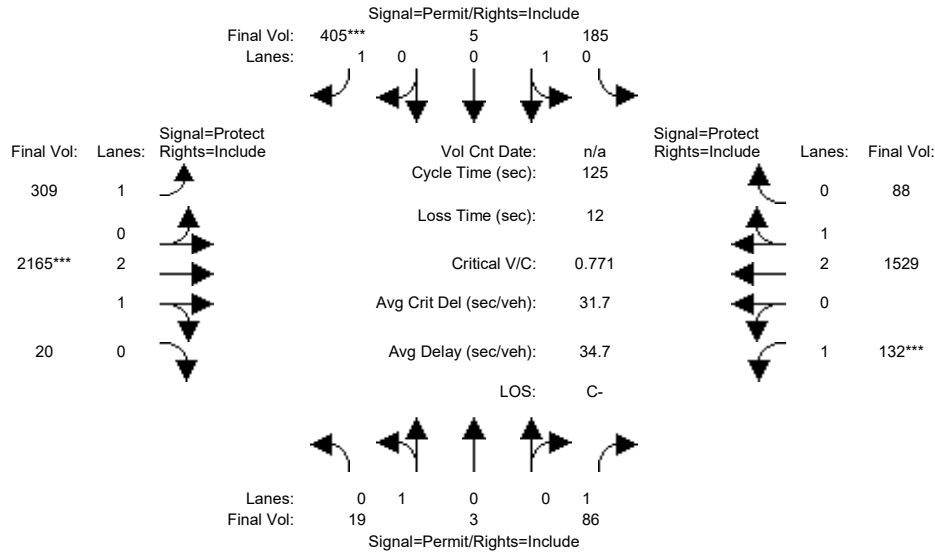 Signal=Permit/Rights=Include
Final Vol: 405*** 5 185
Lanes: 1 0 0 1 0
Signal=Protect Signal=Protect
Final Vol: Lanes: Rights=Include Vol Cnt Date: n/a Rights=Include Lanes: Final Vol:
Cycle Time (sec): 125
309 1 0 88
Loss Time (sec): 12
0 1
2165*** 2 Critical V/C: 0.771 2 1529
1 Avg Crit Del (sec/veh): 31.7 0
20 0 Avg Delay (sec/veh): 34.7 1 132***
LOS: C-
Lanes: 0 1 0 0 1
Final Vol: 19 3 86
Signal=Permit/Rights=Include